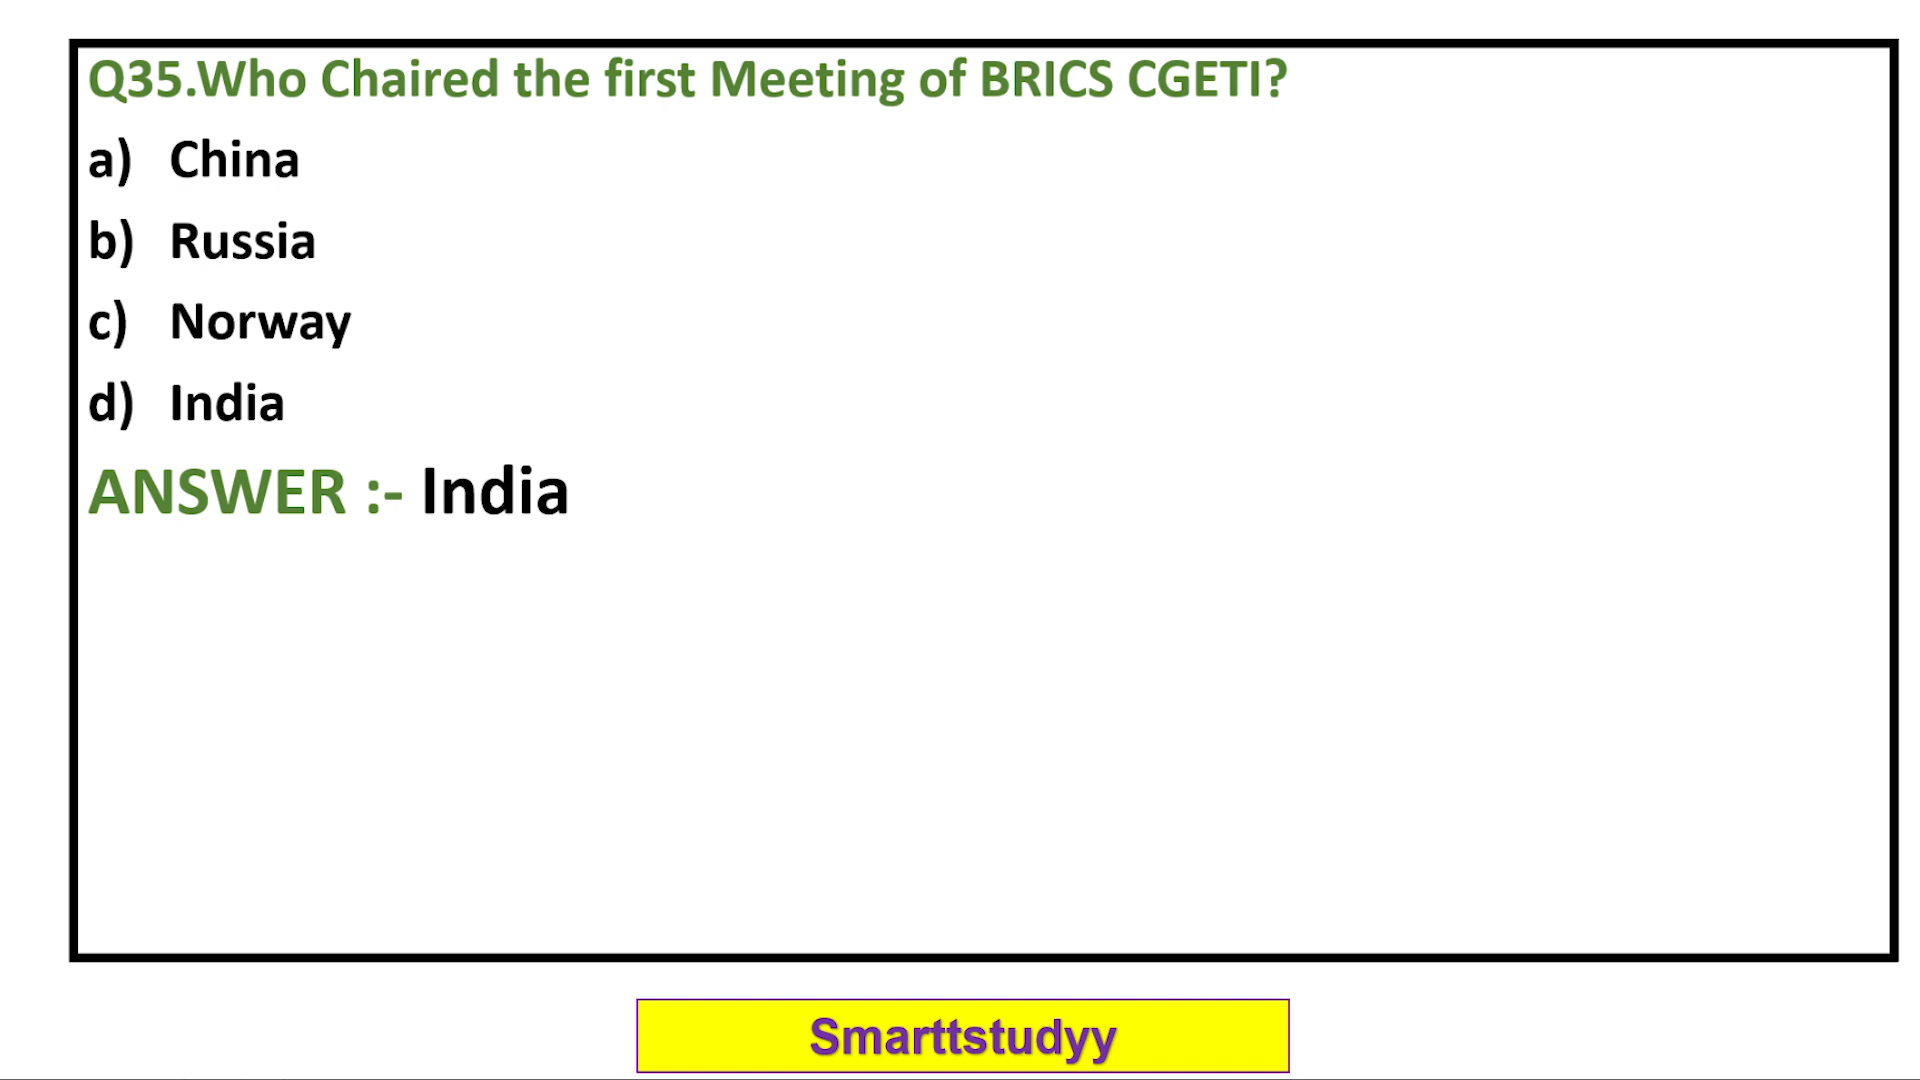 Q35.Who Chaired the first Meeting of BRICS CGETI?
a) China
b) Russia
c) Norway
d) India
ANSWER :- India
Smarttstudyy